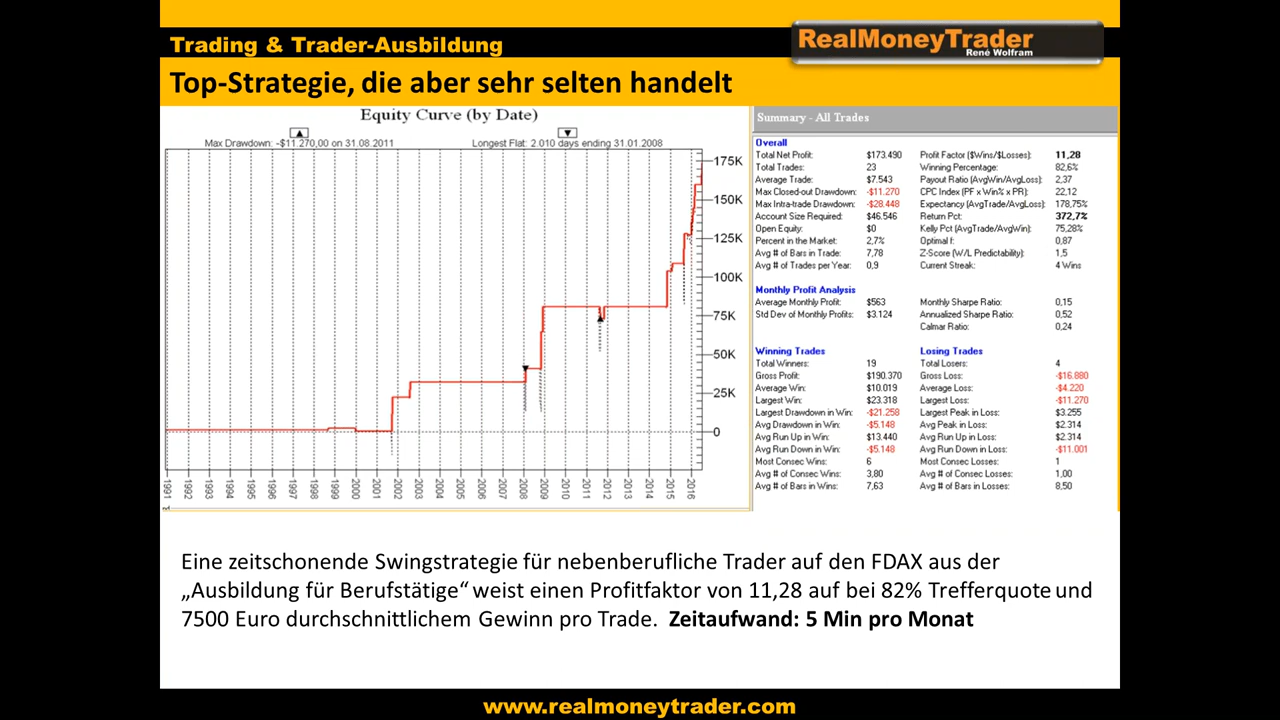 Trading & Trader-Ausbildung
RealMoneyTrader
René Wolfram
Top-Strategie, die aber sehr selten handelt
Equity Curve (by Date)
Max Drawdown: -$11.270,00 on 31.08.2011
Longest Flat: 2.010 days ending 31.01.2008
175K
150K
125K
100K
75K
50K
25K
0
1991 1992 1993 1994 1995 1996 1997 1998 1999 2000 2001 2002 2003 2004 2005 2006 2007 2008 2009 2010 2011 2012 2013 2014 2015 2016
Summary - All Trades
Overall
Total Net Profit: $173.490 Profit Factor ($Wins/$Losses): 11,28
Total Trades: 23 Winning Percentage: 82,6%
Average Trade: $7.543 Payout Ratio (AvgWin/AvgLoss): 2,37
Max Closed-out Drawdown: -$11.270 CPC Index (PF x Win% x PR): 22,12
Max Intra-trade Drawdown: -$28.448 Expectancy (AvgTrade/AvgLoss): 178,75%
Account Size Required: $46.546 Return Pct: 372,7%
Open Equity: $0 Kelly Pct (AvgTrade/AvgWin): 75,28%
Percent in the Market: 2,7% Optimal f: 0,87
Avg # of Bars in Trade: 7,78 Z-Score (W/L Predictability): 1,5
Avg # of Trades per Year: 0,9 Current Streak: 4 Wins
Monthly Profit Analysis
Average Monthly Profit: $563 Monthly Sharpe Ratio: 0,15
Std Dev of Monthly Profits: $3.124 Annualized Sharpe Ratio: 0,52
Calmar Ratio: 0,24
Winning Trades Losing Trades
Total Winners: 19 Total Losers: 4
Gross Profit: $190.370 Gross Loss: -$16.880
Average Win: $10.019 Average Loss: -$4.220
Largest Win: $23.318 Largest Loss: -$11.270
Largest Drawdown in Win: -$21.258 Largest Peak in Loss: $3.255
Avg Drawdown in Win: -$5.148 Avg Peak in Loss: $2.314
Avg Run Up in Win: $13.440 Avg Run Up in Loss: $2.314
Avg Run Down in Win: -$5.148 Avg Run Down in Loss: -$11.001
Most Consec Wins: 6 Most Consec Losses: 1
Avg # of Consec Wins: 3,80 Avg # of Consec Losses: 1,00
Avg # of Bars in Wins: 7,63 Avg # of Bars in Losses: 8,50
Eine zeitschonende Swingstrategie für nebenberufliche Trader auf den FDAX aus der
„Ausbildung für Berufstätige“ weist einen Profitfaktor von 11,28 auf bei 82% Trefferquote und
7500 Euro durchschnittlichem Gewinn pro Trade. Zeitaufwand: 5 Min pro Monat
www.realmoneytrader.com